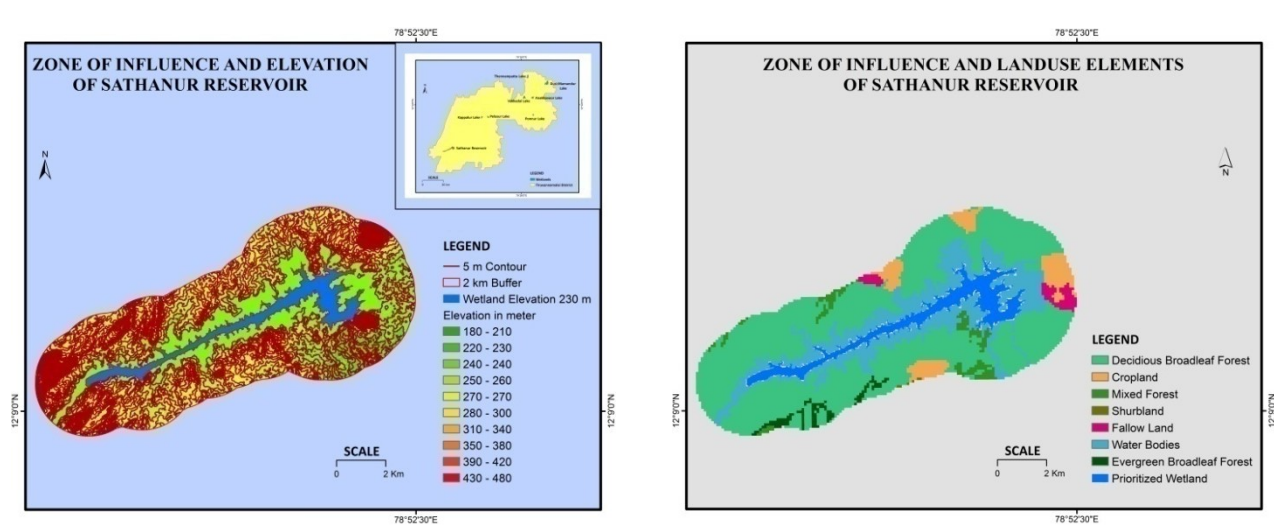 78°52'30"E
ZONE OF INFLUENCE AND ELEVATION
OF SATHANUR RESERVOIR
N
Sathanur Reservoir
SCALE
LEGEND
5 m Contour
2 km Buffer
Wetland Elevation 230 m
Elevation in meter
180 - 210
220 - 230
240 - 240
250 - 260
270 - 270
280 - 300
310 - 340
350 - 380
390 - 420
430 - 480
SCALE
0 2 Km
12°9'0"N
12°9'0"N
78°52'30"E
78°52'30"E
ZONE OF INFLUENCE AND LANDUSE ELEMENTS
OF SATHANUR RESERVOIR
N
LEGEND
Decidious Broadleaf Forest
Cropland
Mixed Forest
Shurbland
Fallow Land
Water Bodies
Evergreen Broadleaf Forest
Prioritized Wetland
SCALE
0 2 Km
12°9'0"N
12°9'0"N
78°52'30"E